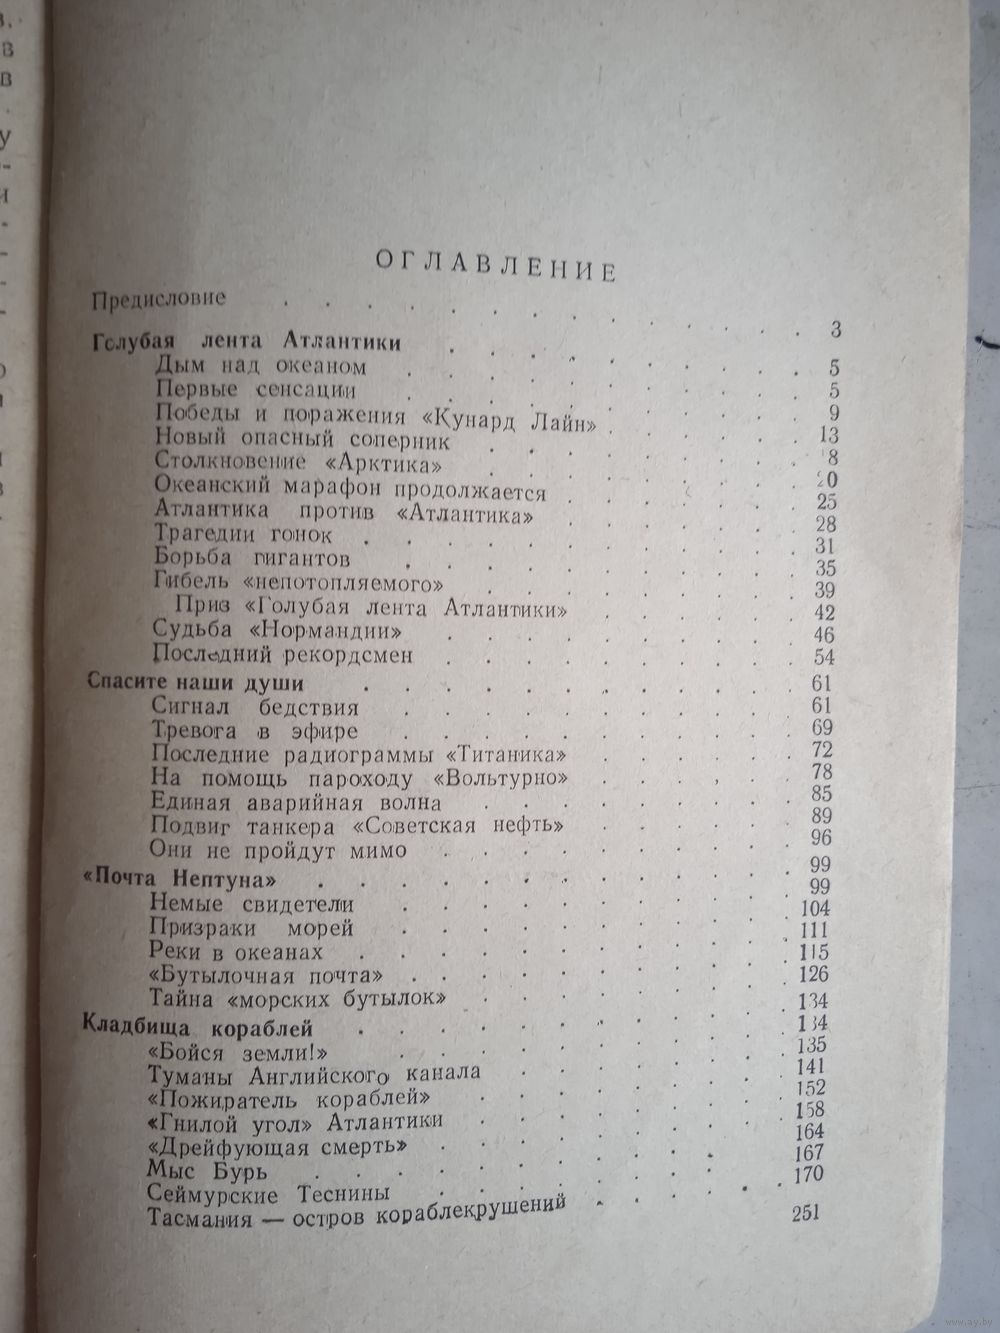 ОГЛАВЛЕНИЕ
Предисловие . . . . . . . . . . . . . . 3
Голубая лента Атлантики . . . . . . . . . 5
Дым над океаном . . . . . . . . . . 5
Первые сенсации . . . . . . . . . . 9
Победы и поражения «Кунард Лайн» . . . . . 13
Новый опасный соперник . . . . . . . . 18
Столкновение «Арктика» . . . . . . . . 20
Океанский марафон продолжается . . . . . . 25
Атлантика против «Атлантика» . . . . . . 28
Трагедии гонок . . . . . . . . . . . 31
Борьба гигантов . . . . . . . . . . 35
Гибель «непотопляемого» . . . . . . . . 39
Приз «Голубая лента Атлантики» . . . . . 42
Судьба «Нормандии» . . . . . . . . . 46
Последний рекордсмен . . . . . . . . . 54
Спасите наши души . . . . . . . . . . . 61
Сигнал бедствия . . . . . . . . . . 61
Тревога в эфире . . . . . . . . . . 69
Последние радиограммы «Титаника» . . . . . 72
На помощь пароходу «Вольтурно» . . . . . 78
Единая аварийная волна . . . . . . . . 85
Подвиг танкера «Советская нефть» . . . . . 89
Они не пройдут мимо . . . . . . . . . 96
«Почта Нептуна» . . . . . . . . . . . . 99
Немые свидетели . . . . . . . . . . 99
Призраки морей . . . . . . . . . . 104
Реки в океанах . . . . . . . . . . . 111
«Бутылочная почта» . . . . . . . . . . 115
Тайна «морских бутылок» . . . . . . . . 126
Кладбища кораблей . . . . . . . . . . . 134
«Бойся земли!» . . . . . . . . . . 134
Туманы Английского канала . . . . . . . 135
«Пожиратель кораблей» . . . . . . . . 141
«Гнилой угол» Атлантики . . . . . . . . 152
«Дрейфующая смерть» . . . . . . . . . 158
Мыс Бурь . . . . . . . . . . . . 164
Сеймурские Теснины . . . . . . . . . 167
Тасмания — остров кораблекрушений . . . . . 170
251
www.ay.by